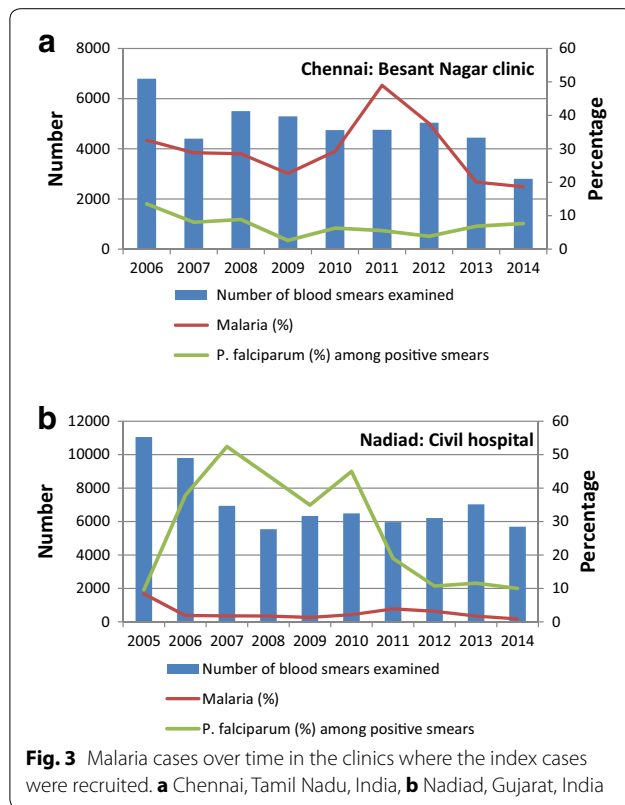 a
Chennai: Besant Nagar clinic
8000
6000
4000
2000
0
Number
60
50
40
30
20
10
0
Percentage
2006 2007 2008 2009 2010 2011 2012 2013 2014
Number of blood smears examined
Malaria (%)
P. falciparum (%) among positive smears
b
Nadiad: Civil hospital
12000
10000
8000
6000
4000
2000
0
Number
60
50
40
30
20
10
0
Percentage
2005 2006 2007 2008 2009 2010 2011 2012 2013 2014
Number of blood smears examined
Malaria (%)
P. falciparum (%) among positive smears
Fig. 3 Malaria cases over time in the clinics where the index cases
were recruited. a Chennai, Tamil Nadu, India, b Nadiad, Gujarat, India